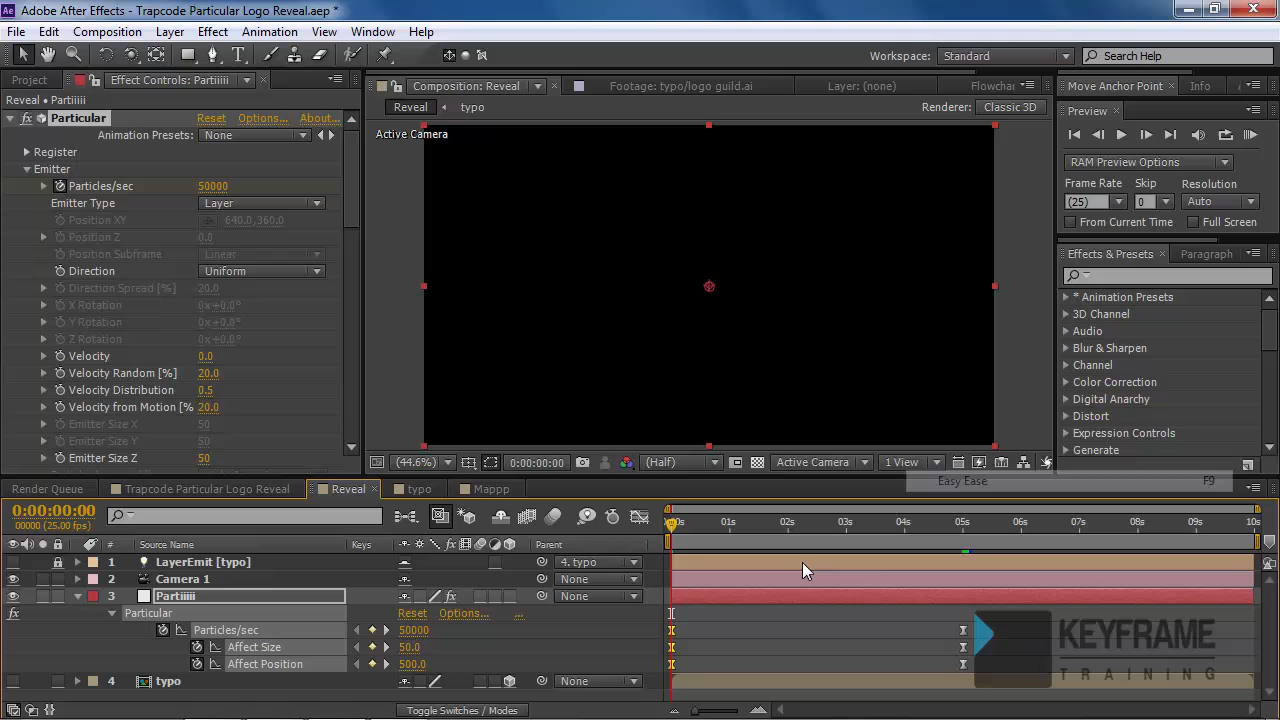 Adobe After Effects - Trapcode Particular Logo Reveal.aep *
File Edit Composition Layer Effect Animation View Window Help
Workspace: Standard Search Help
Project Effect Controls: Partiiiii Composition: Reveal Footage: typo/logo guild.ai Layer: (none) Flowchar Move Anchor Point Info
Reveal • Partiiiii
Reveal typo Renderer: Classic 3D
Active Camera
Particular Reset Options... About...
Animation Presets: None
Register
Emitter
Particles/sec 50000
Emitter Type Layer
Position XY 640.0,360.0
Position Z 0.0
Position Subframe Linear
Direction Uniform
Direction Spread [%] 20.0
X Rotation 0x+0.0°
Y Rotation 0x+0.0°
Z Rotation 0x+0.0°
Velocity 0.0
Velocity Random [%] 20.0
Velocity Distribution 0.5
Velocity from Motion [% 20.0
Emitter Size X 50
Emitter Size Y 50
Emitter Size Z 50
Preview
RAM Preview Options
Frame Rate Skip Resolution
(25) 0 Auto
From Current Time Full Screen
Effects & Presets Paragraph
* Animation Presets
3D Channel
Audio
Blur & Sharpen
Channel
Color Correction
Digital Anarchy
Distort
Expression Controls
Generate
(44.6%) 0:00:00:00 (Half) Active Camera 1 View
Easy Ease F9
Render Queue Trapcode Particular Logo Reveal Reveal typo Mappp
0:00:00:00
00000 (25.00 fps)
01s 02s 03s 04s 05s 06s 07s 08s 09s 10s
# Source Name Keys Parent
1 LayerEmit [typo] 4. typo
2 Camera 1 None
3 Partiiiii None
Particular Reset Options... ...
Particles/sec 50000
Affect Size 50.0
Affect Position 500.0
4 typo None
Toggle Switches / Modes
KEYFRAME
TRAINING